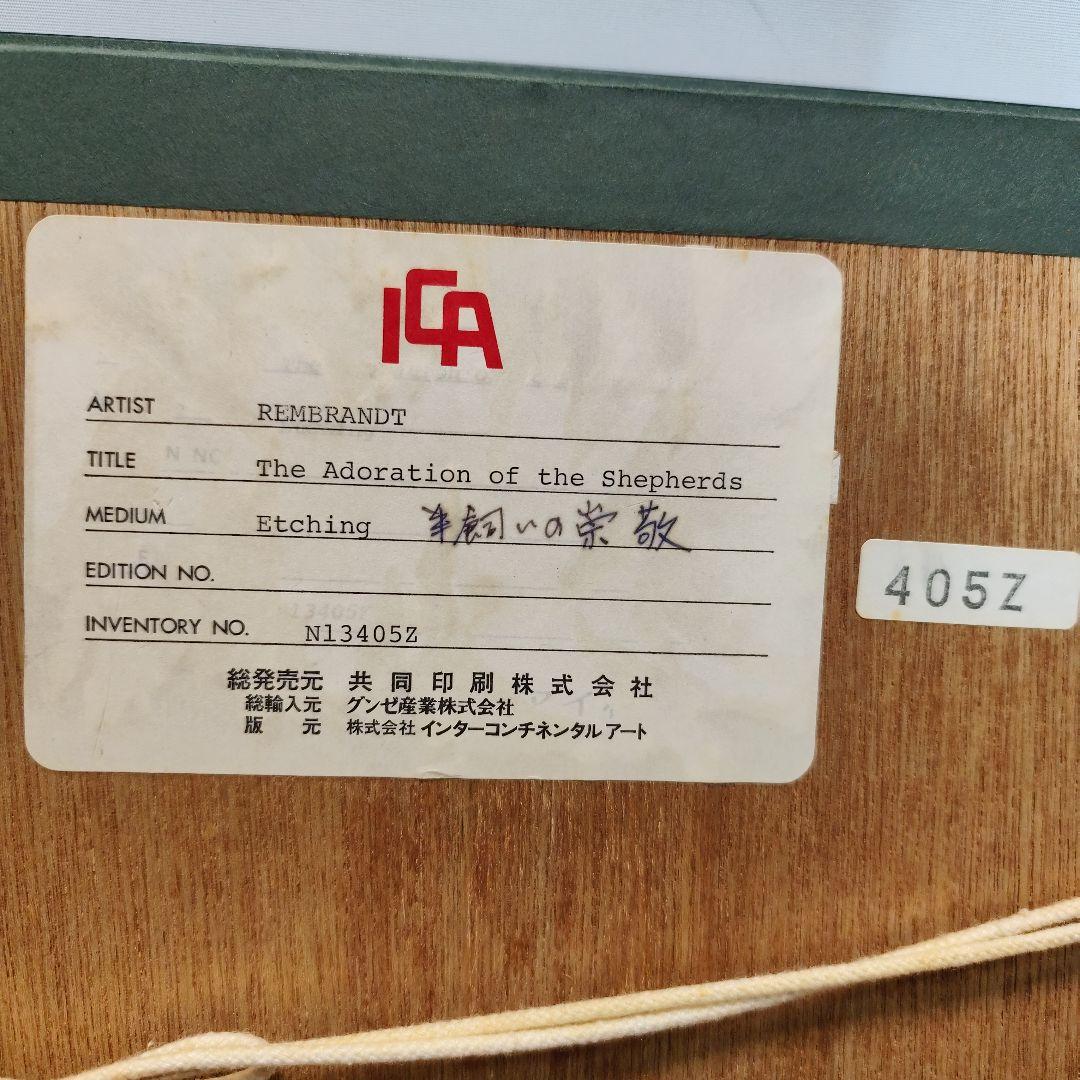 ICA
ARTIST REMBRANDT
TITLE The Adoration of the Shepherds
MEDIUM Etching 羊飼いの崇敬
EDITION NO.
INVENTORY NO. N13405Z
総発売元 共同印刷株式会社
総輸入元 グンゼ産業株式会社
版 元 株式会社インターコンチネンタルアート
405Z